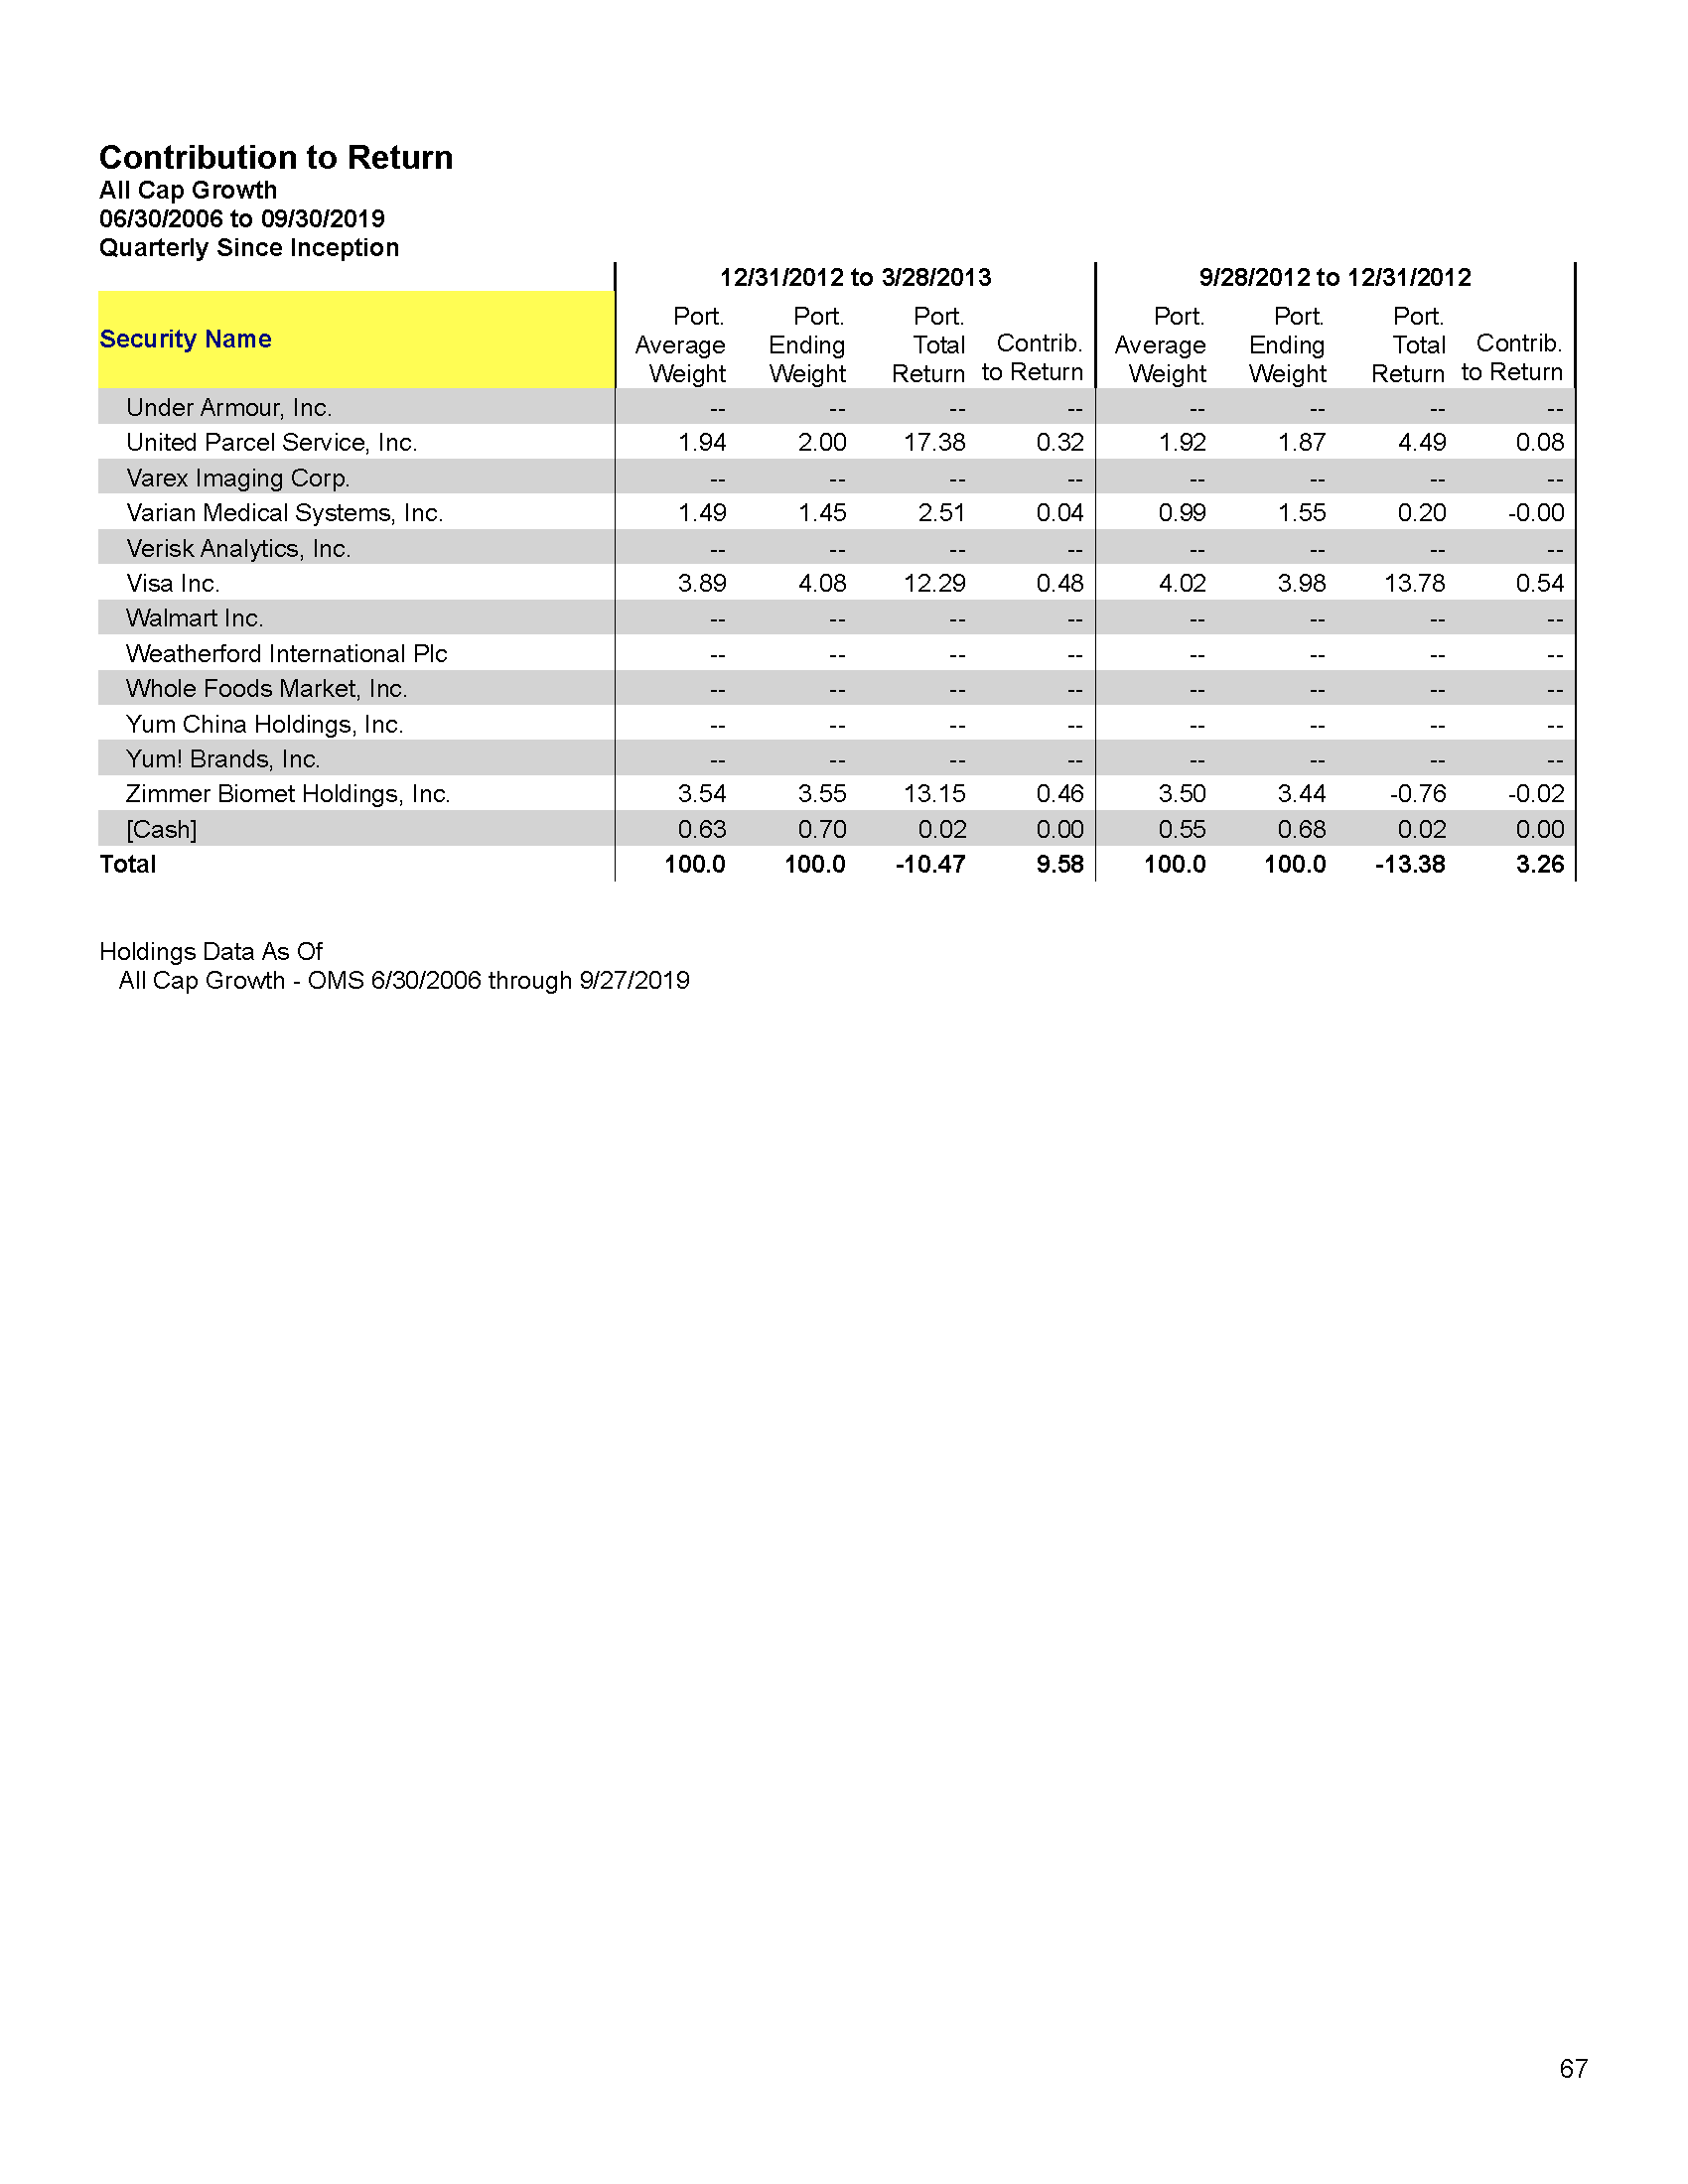 Contribution to Return
All Cap Growth
06/30/2006 to 09/30/2019
Quarterly Since Inception
12/31/2012 to 3/28/2013 9/28/2012 to 12/31/2012
Security Name Port. Average Weight Port. Ending Weight Port. Total Return Contrib. to Return Port. Average Weight Port. Ending Weight Port. Total Return Contrib. to Return
Under Armour, Inc. -- -- -- -- -- -- -- --
United Parcel Service, Inc. 1.94 2.00 17.38 0.32 1.92 1.87 4.49 0.08
Varex Imaging Corp. -- -- -- -- -- -- -- --
Varian Medical Systems, Inc. 1.49 1.45 2.51 0.04 0.99 1.55 0.20 -0.00
Verisk Analytics, Inc. -- -- -- -- -- -- -- --
Visa Inc. 3.89 4.08 12.29 0.48 4.02 3.98 13.78 0.54
Walmart Inc. -- -- -- -- -- -- -- --
Weatherford International Plc -- -- -- -- -- -- -- --
Whole Foods Market, Inc. -- -- -- -- -- -- -- --
Yum China Holdings, Inc. -- -- -- -- -- -- -- --
Yum! Brands, Inc. -- -- -- -- -- -- -- --
Zimmer Biomet Holdings, Inc. 3.54 3.55 13.15 0.46 3.50 3.44 -0.76 -0.02
[Cash] 0.63 0.70 0.02 0.00 0.55 0.68 0.02 0.00
Total 100.0 100.0 -10.47 9.58 100.0 100.0 -13.38 3.26
Holdings Data As Of
All Cap Growth - OMS 6/30/2006 through 9/27/2019
67